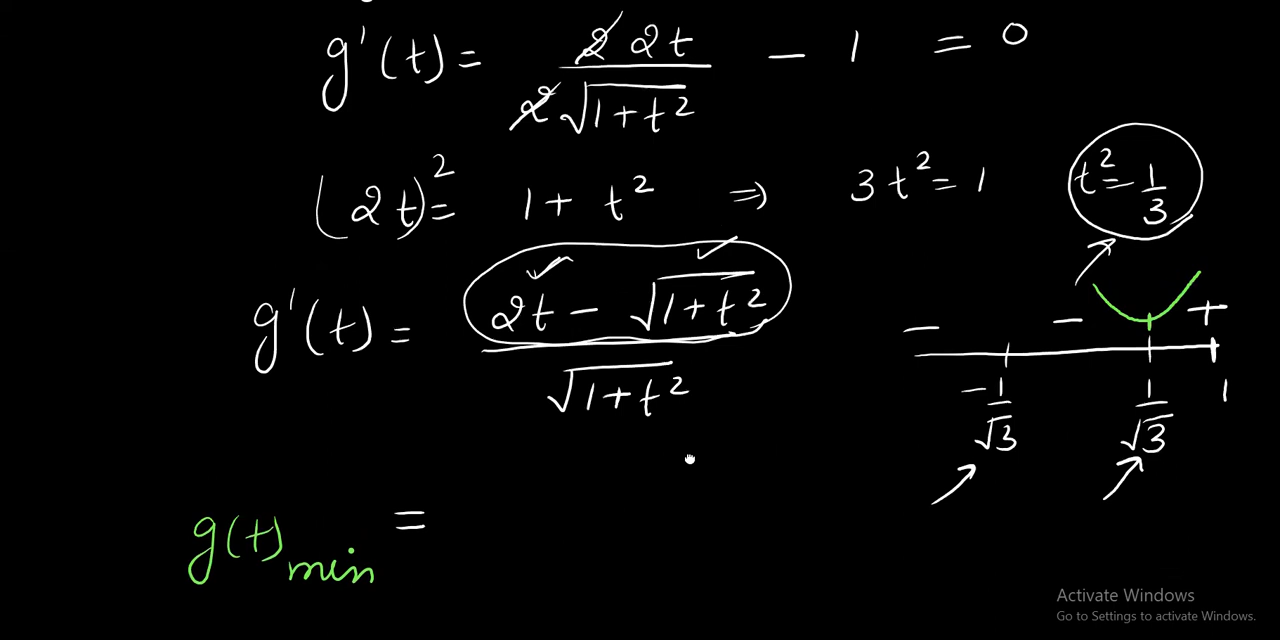 g'(t) = 2 2t / 2 √1+t² − 1 = 0
(2t)² = 1 + t² ⇒ 3t² = 1 t² = 1/3
g'(t) = 2t − √1+t² / √1+t²
− − +
−1/√3 1/√3 1
g(t)min =
Activate Windows
Go to Settings to activate Windows.